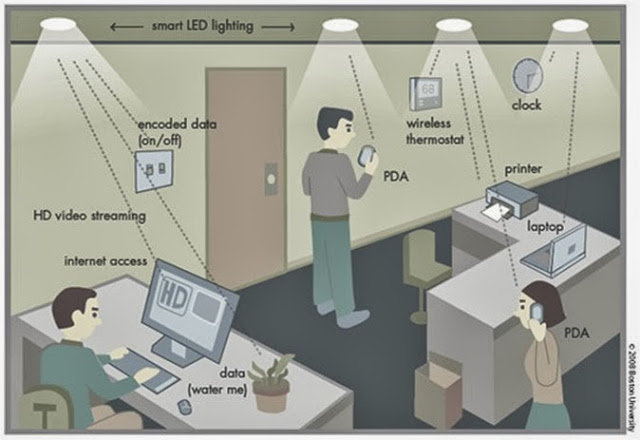 smart LED lighting
encoded data
(on/off)
68
wireless
thermostat
clock
PDA
printer
HD video streaming
laptop
internet access
HD
PDA
data
(water me)
T
© 2008 Boston University